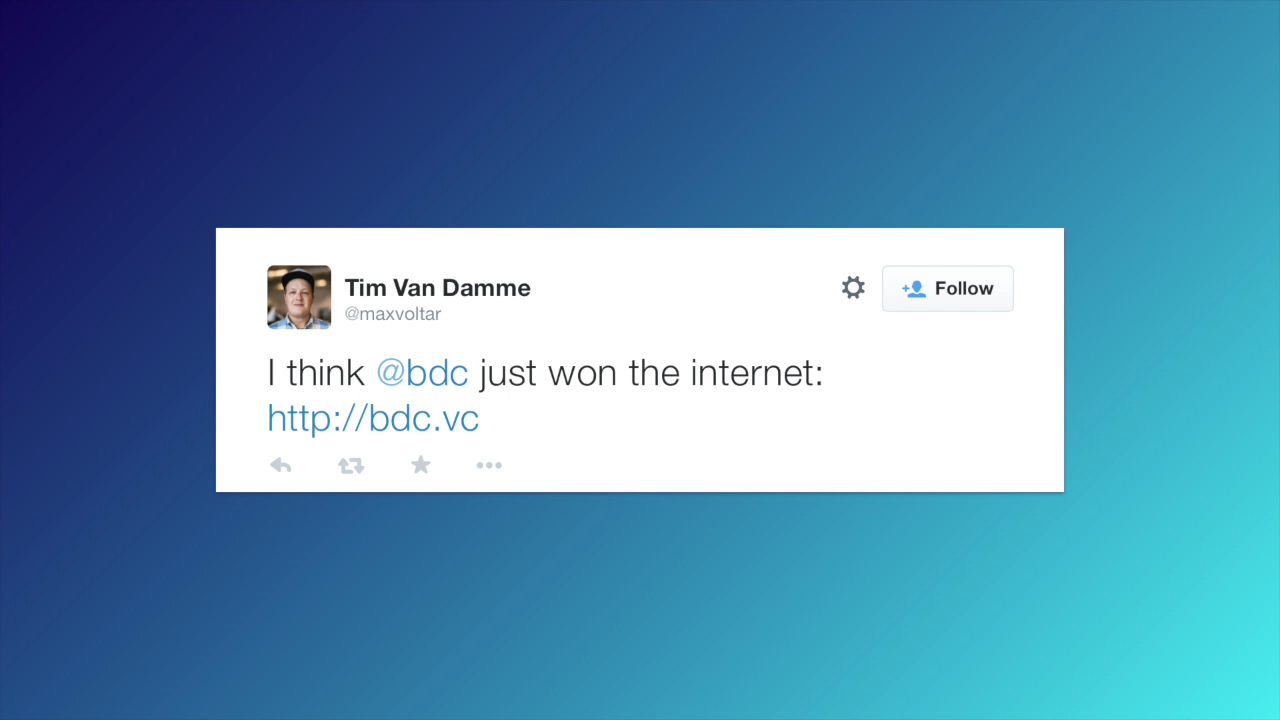 Tim Van Damme
@maxvoltar
Follow
I think @bdc just won the internet:
http://bdc.vc